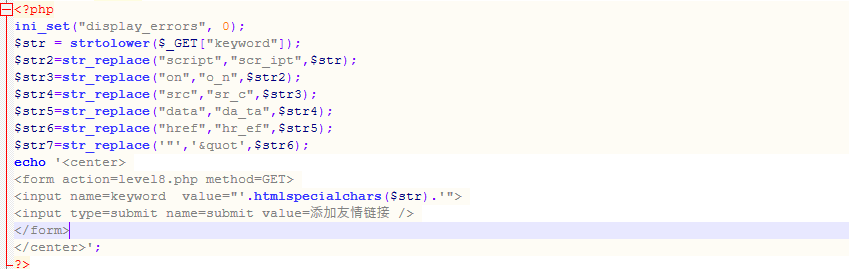 <?php
ini_set("display_errors", 0);
$str = strtolower($_GET["keyword"]);
$str2=str_replace("script","scr_ipt",$str);
$str3=str_replace("on","o_n",$str2);
$str4=str_replace("src","sr_c",$str3);
$str5=str_replace("data","da_ta",$str4);
$str6=str_replace("href","hr_ef",$str5);
$str7=str_replace('"','&quot',$str6);
echo '<center>
<form action=level8.php method=GET>
<input name=keyword  value="'.htmlspecialchars($str).'">
<input type=submit name=submit value=添加友情链接 />
</form>
</center>';
?>